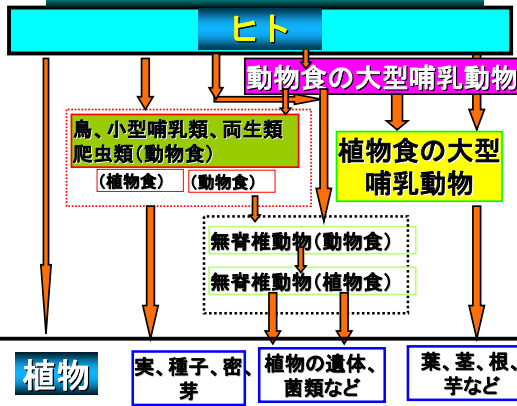 ヒト
動物食の大型哺乳動物
鳥、小型哺乳類、両生類
爬虫類(動物食)
(植物食)
(動物食)
植物食の大型
哺乳動物
無脊椎動物(動物食)
無脊椎動物(植物食)
植物
実、種子、密、
芽
植物の遺体、
菌類など
葉、茎、根、
芋など